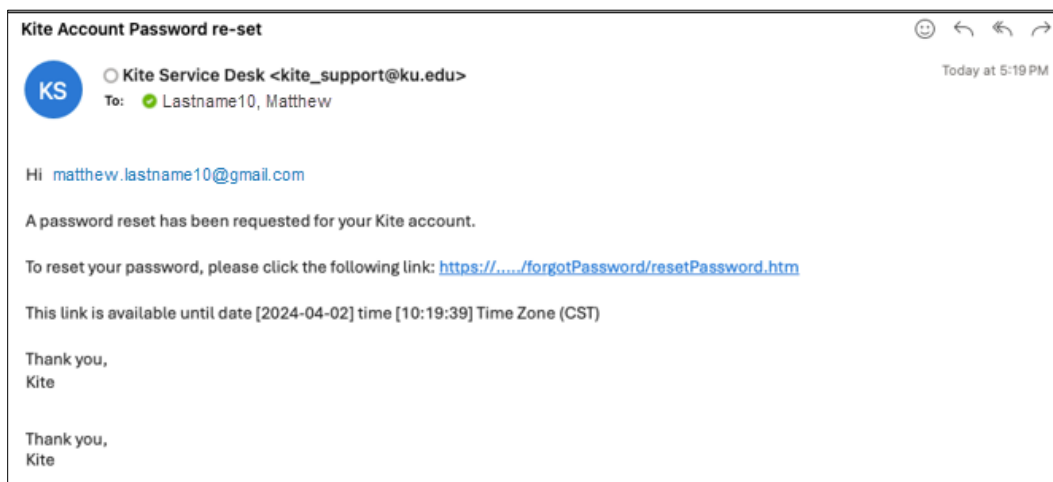 Kite Account Password re-set
KS
Kite Service Desk <kite_support@ku.edu>
Today at 5:19 PM
To: Lastname10, Matthew
Hi matthew.lastname10@gmail.com
A password reset has been requested for your Kite account.
To reset your password, please click the following link: https://...../forgotPassword/resetPassword.htm
This link is available until date [2024-04-02] time [10:19:39] Time Zone (CST)
Thank you,
Kite
Thank you,
Kite